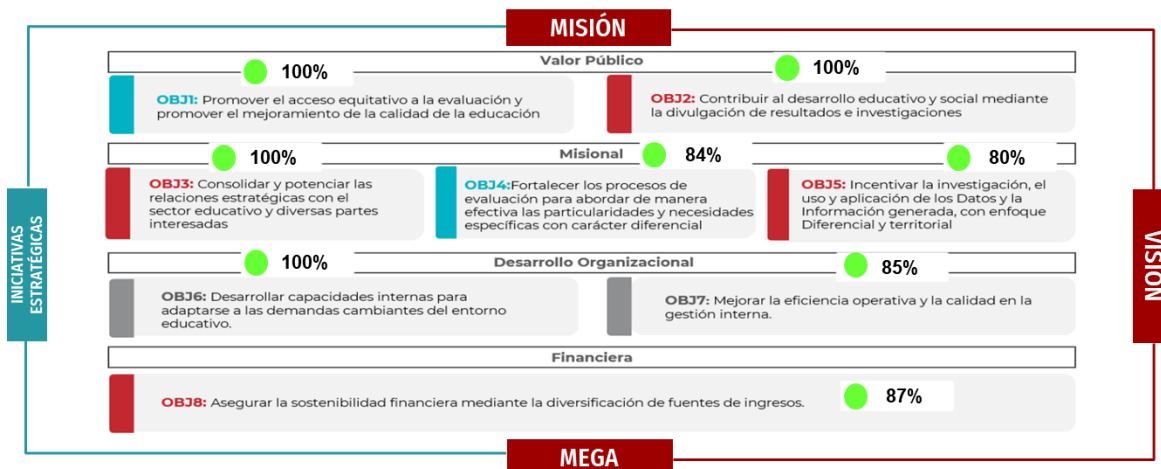 MISIÓN
Valor Público
100%
100%
OBJ1: Promover el acceso equitativo a la evaluación y
promover el mejoramiento de la calidad de la educación
OBJ2: Contribuir al desarrollo educativo y social mediante
la divulgación de resultados e investigaciones
Misional
100%
84%
80%
OBJ3: Consolidar y potenciar las
relaciones estratégicas con el
sector educativo y diversas partes
interesadas
OBJ4:Fortalecer los procesos de
evaluación para abordar de manera
efectiva las particularidades y necesidades
específicas con carácter diferencial
OBJ5: Incentivar la investigación, el
uso y aplicación de los Datos y la
Información generada, con enfoque
Diferencial y territorial
INICIATIVAS
ESTRATÉGICAS
VISIÓN
Desarrollo Organizacional
100%
85%
OBJ6: Desarrollar capacidades internas para
adaptarse a las demandas cambiantes del entorno
educativo.
OBJ7: Mejorar la eficiencia operativa y la calidad en la
gestión interna.
Financiera
OBJ8: Asegurar la sostenibilidad financiera mediante la diversificación de fuentes de ingresos.
87%
MEGA